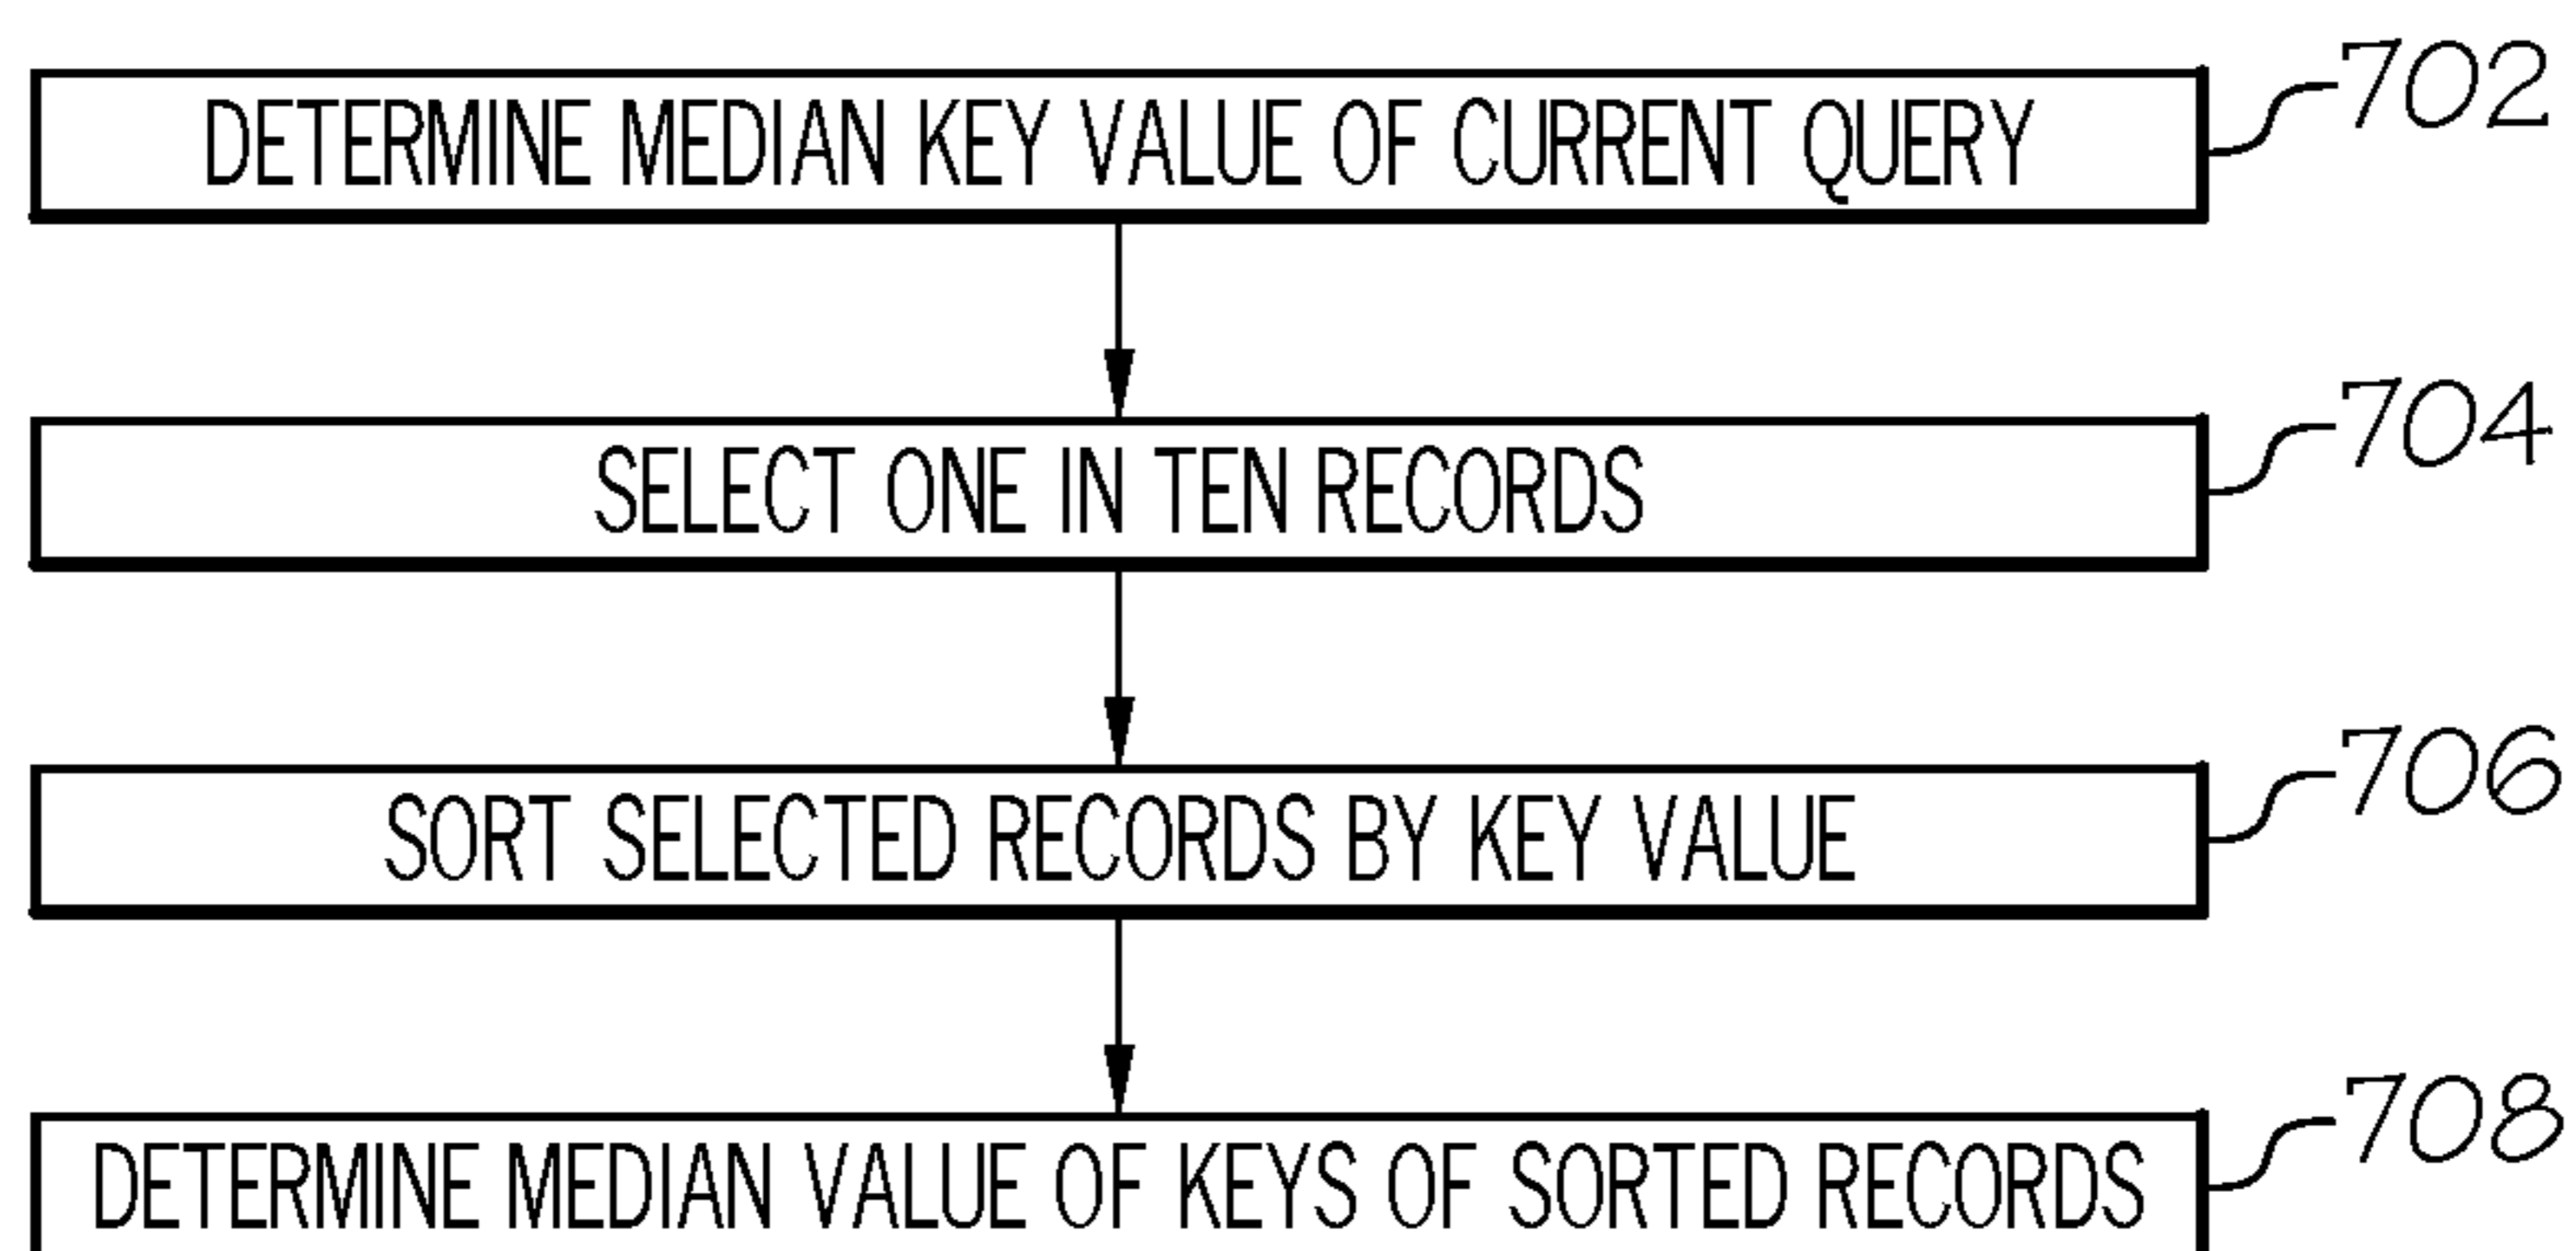 DETERMINE MEDIAN KEY VALUE OF CURRENT QUERY 702
SELECT ONE IN TEN RECORDS 704
SORT SELECTED RECORDS BY KEY VALUE 706
DETERMINE MEDIAN VALUE OF KEYS OF SORTED RECORDS 708